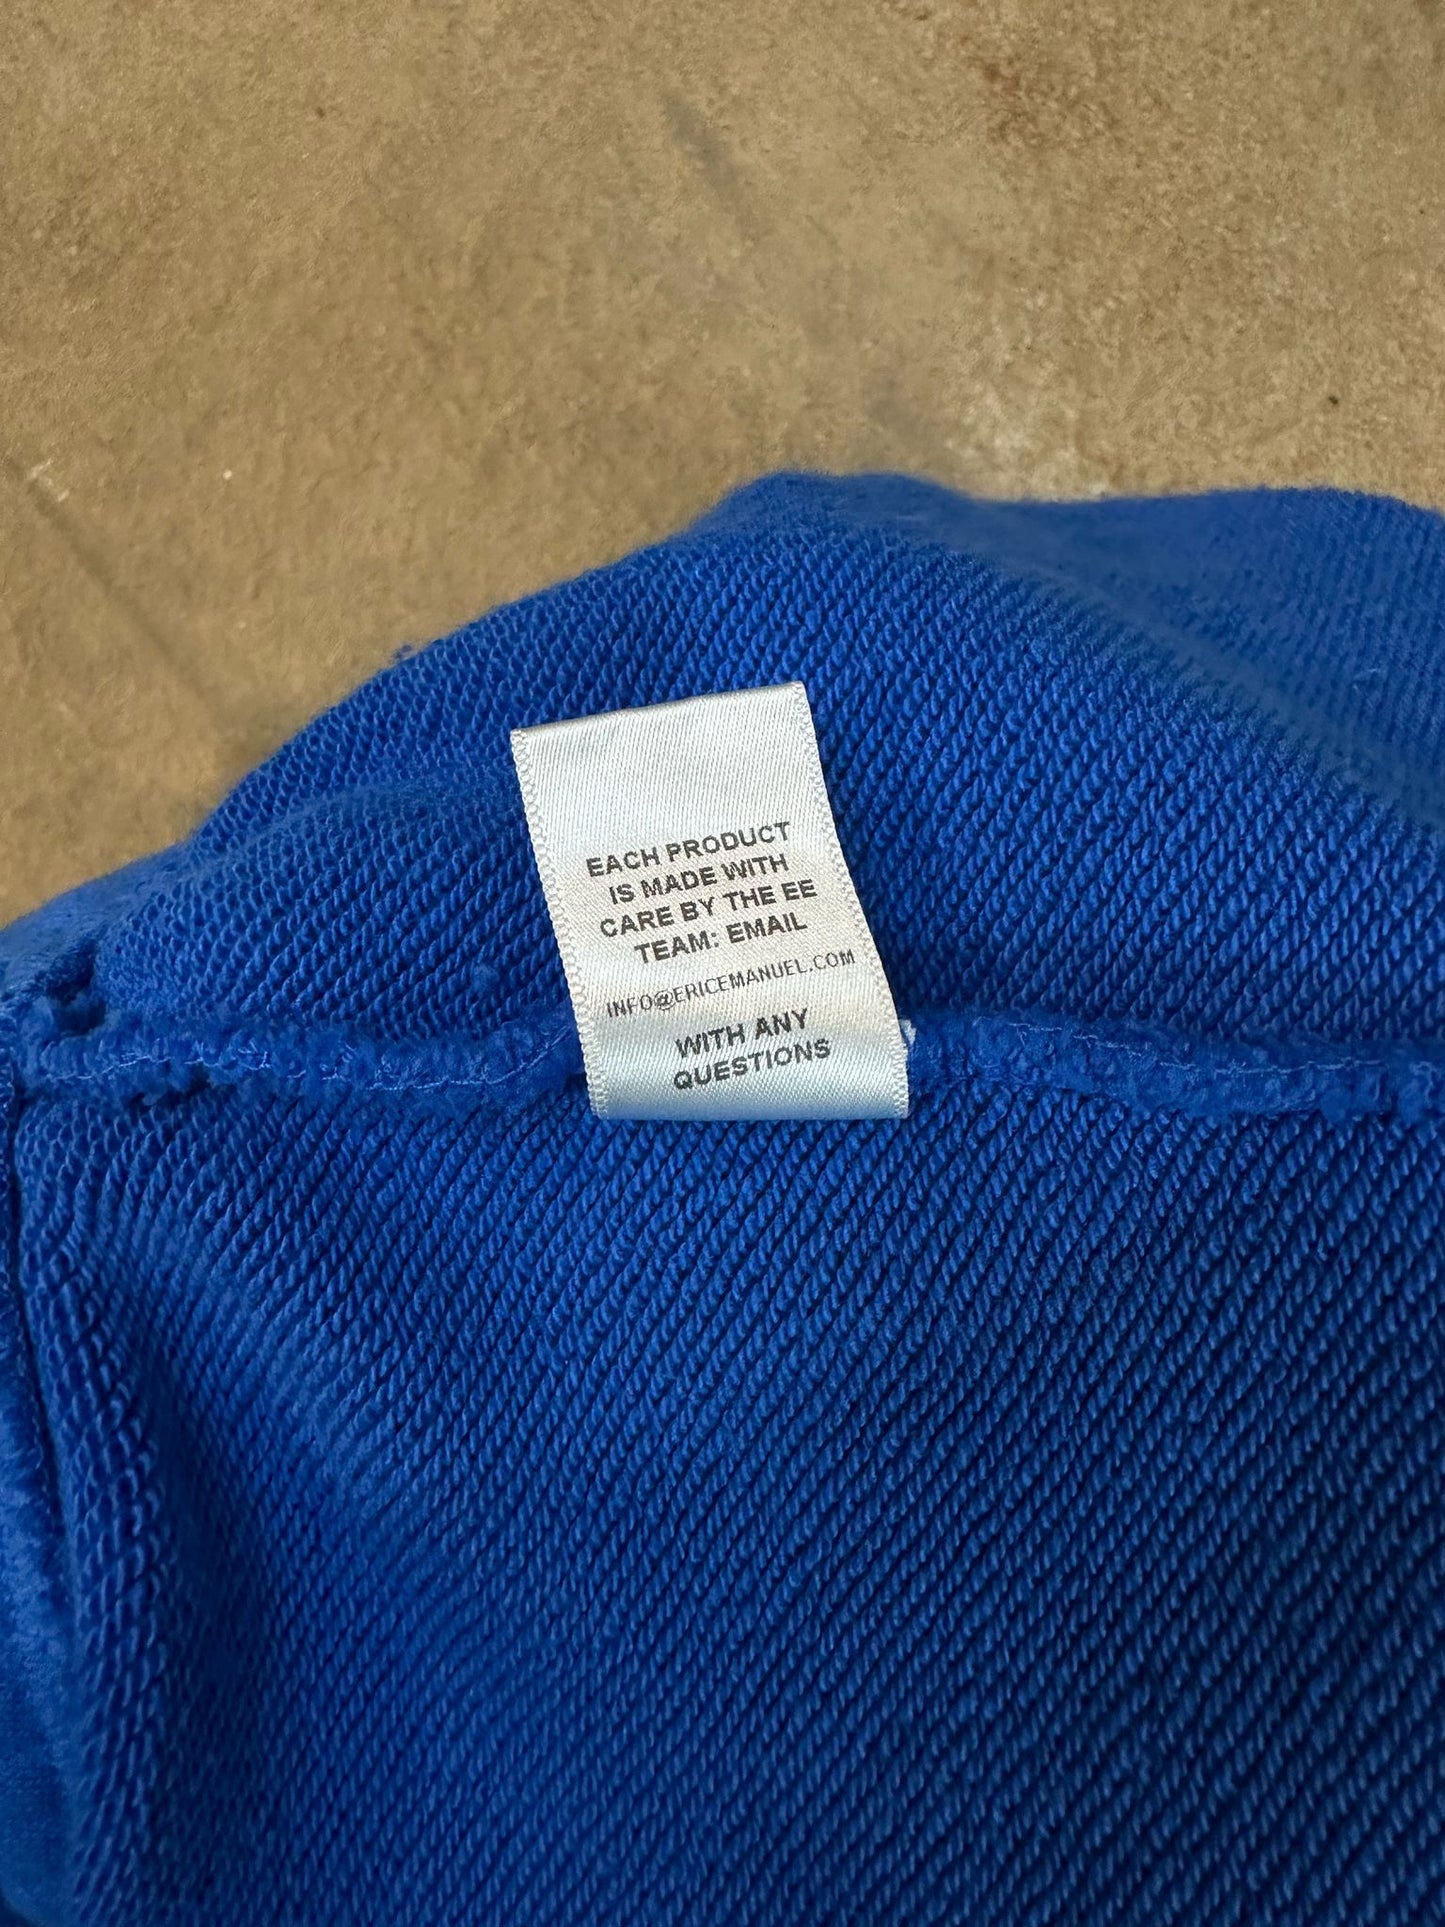 EACH PRODUCT
IS MADE WITH
CARE BY THE EE
TEAM: EMAIL
INFO@ERICEMANUEL.COM
WITH ANY
QUESTIONS